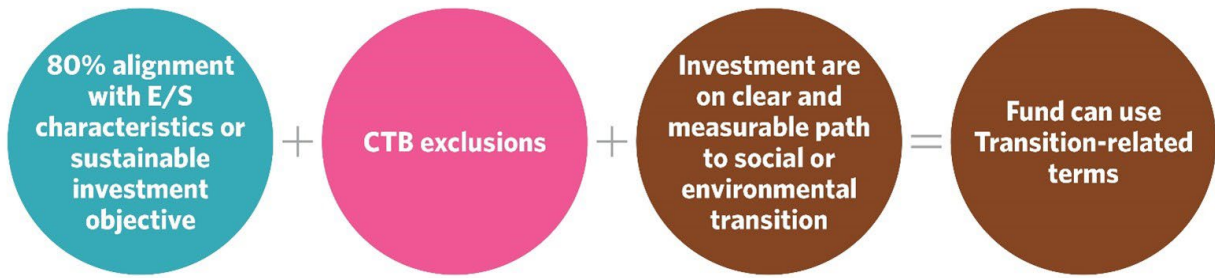 80% alignment
with E/S
characteristics or
sustainable
investment
objective
+
CTB exclusions
+
Investment are
on clear and
measurable path
to social or
environmental
transition
=
Fund can use
Transition-related
terms